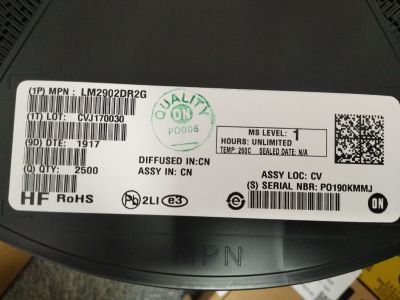 (1P) MPN : LM2902DR2G
(1T) LOT: CVJ170030
(9D) DTE: 1917
(Q) QTY: 2500
HF RoHS
QUALITY
ON
PO006
DIFFUSED IN:CN
ASSY IN: CN
Pb 2LI e3
MS LEVEL: 1
HOURS: UNLIMITED
TEMP: 260C SEALED DATE: N/A
ASSY LOC: CV
(S) SERIAL NBR: PO190KMMJ
e
ON
MPN